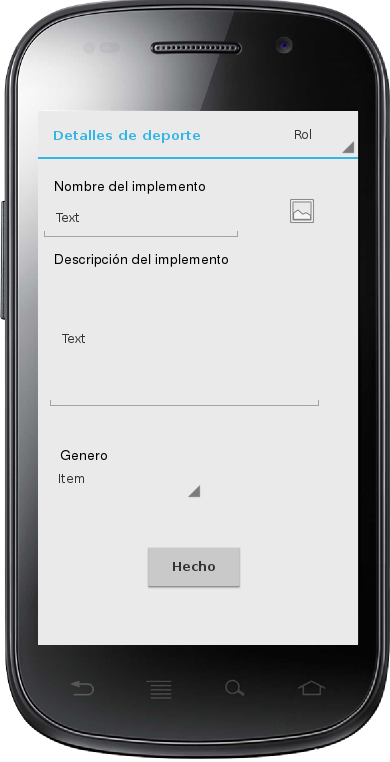 Detalles de deporte
Rol
Nombre del implemento
Text
Descripción del implemento
Text
Genero
Item
Hecho